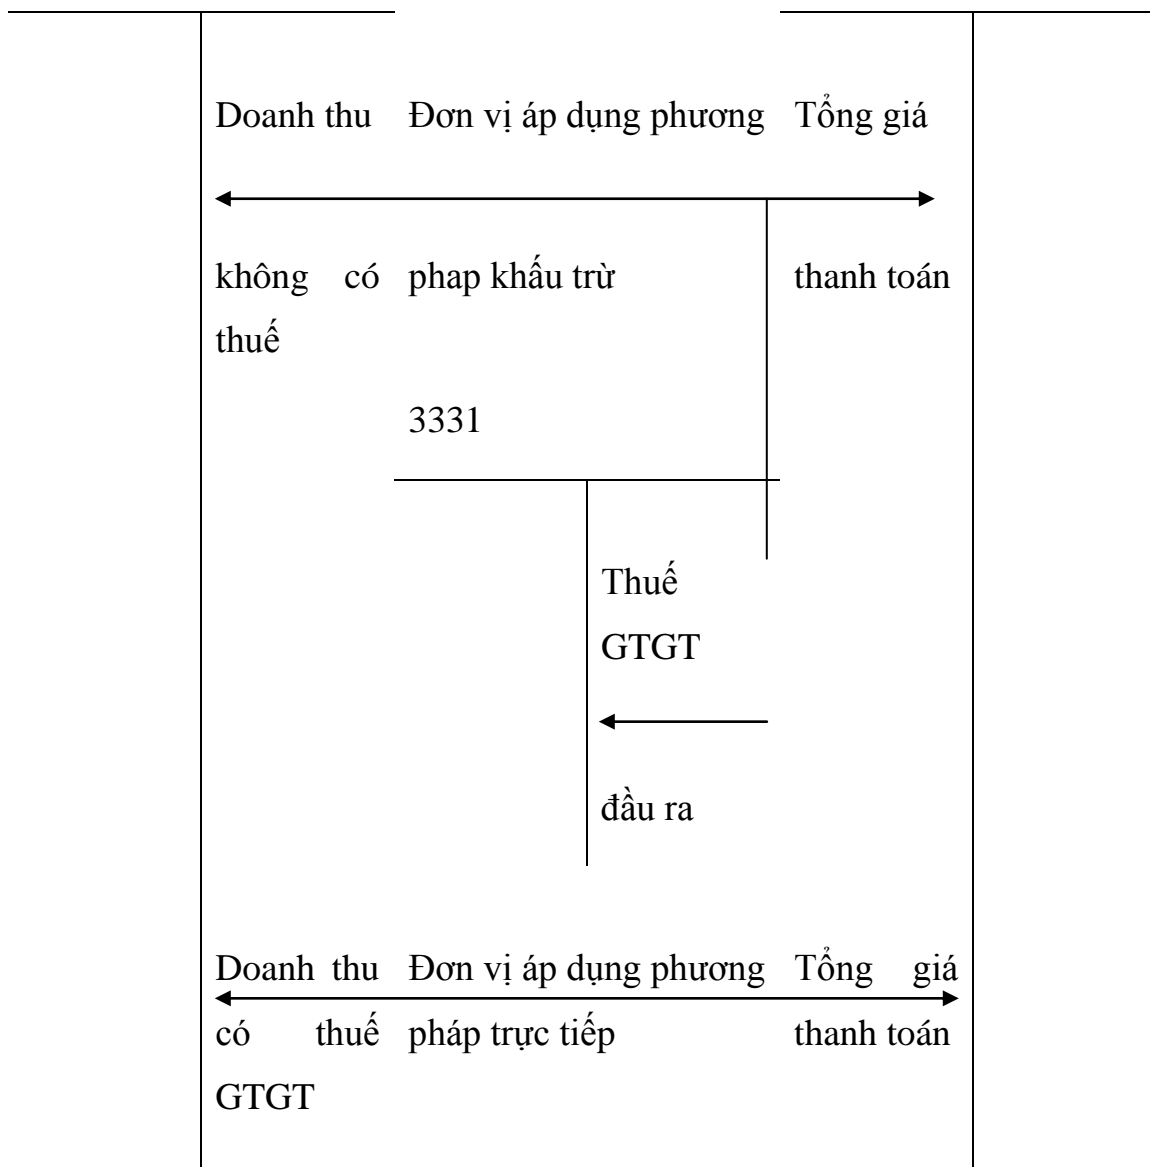 Doanh thu Đơn vị áp dụng phương Tổng giá
không có phap khấu trừ thanh toán
thuế
3331
Thuế
GTGT
đầu ra
Doanh thu Đơn vị áp dụng phương Tổng giá
có thuế pháp trực tiếp thanh toán
GTGT